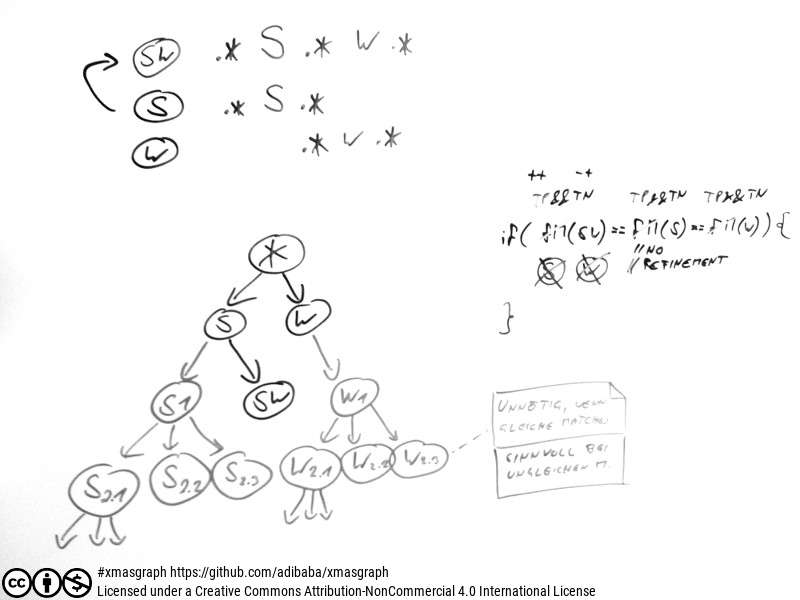 SW .* S .* W .*
S .* S .*
W .* W .*
++ -+
TP&&TN TP&&TN TP&&TN
if( fil(SW) == fil(S) == fil(W)) {
S W //NO
// REFINEMENT
}
*
S W
S1 SW W1
S2.1 S2.2 S2.3 W2.1 W2.2 W2.3
UNNÖTIG, WENN
GLEICHE MATCHES
SINNVOLL BEI
UNGLEICHEN M.
#xmasgraph https://github.com/adibaba/xmasgraph
Licensed under a Creative Commons Attribution-NonCommercial 4.0 International License